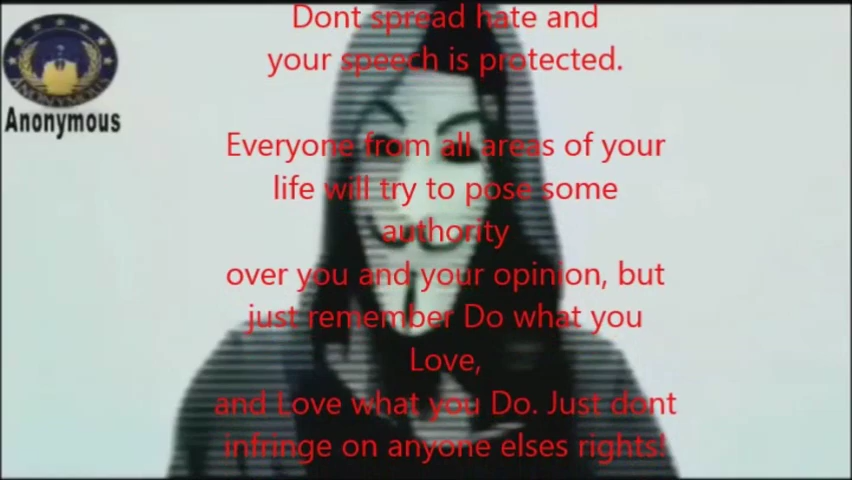 Dont spread hate and
your speech is protected.
Everyone from all areas of your
life will try to pose some
authority
over you and your opinion, but
just remember Do what you
Love,
and Love what you Do. Just dont
infringe on anyone elses rights!
ANONYMOUS
Anonymous